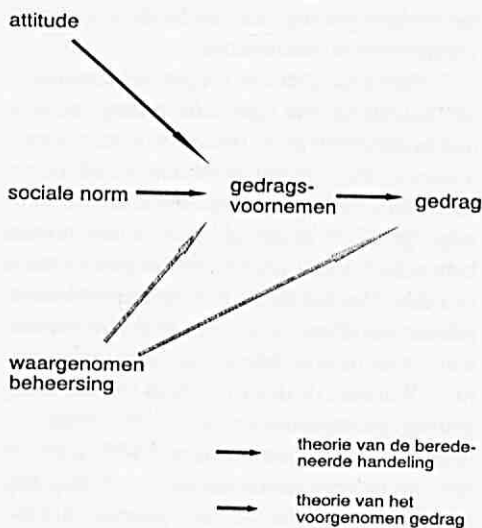 attitude
sociale norm
gedrags-
voornemen
gedrag
waargenomen
beheersing
theorie van de berede-
neerde handeling
theorie van het
voorgenomen gedrag